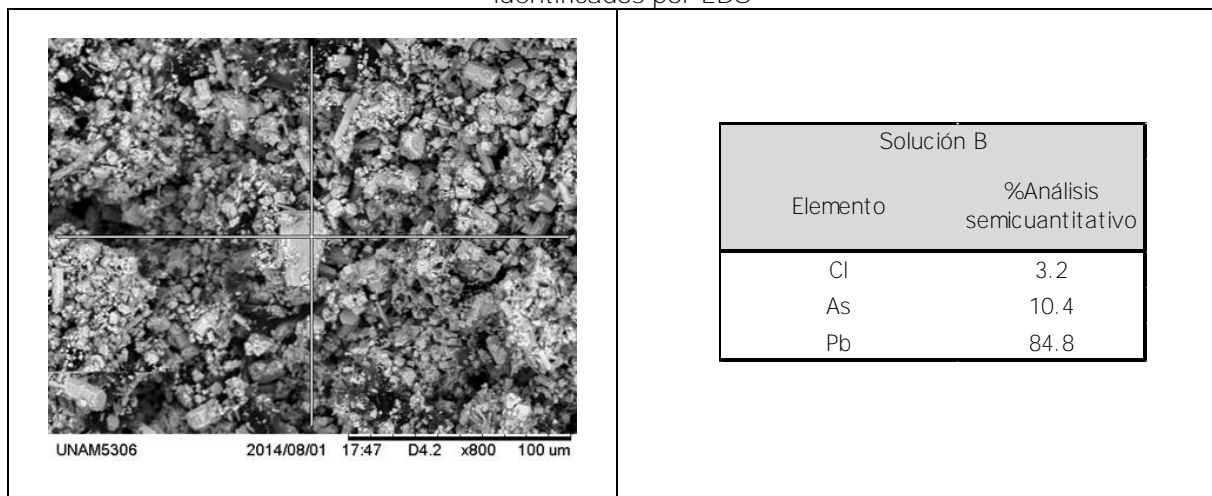 identificados por EDS
UNAM5306 2014/08/01 17:47 D4.2 x800 100 um
Solución B
Elemento %Análisis semicuantitativo
Cl 3.2
As 10.4
Pb 84.8